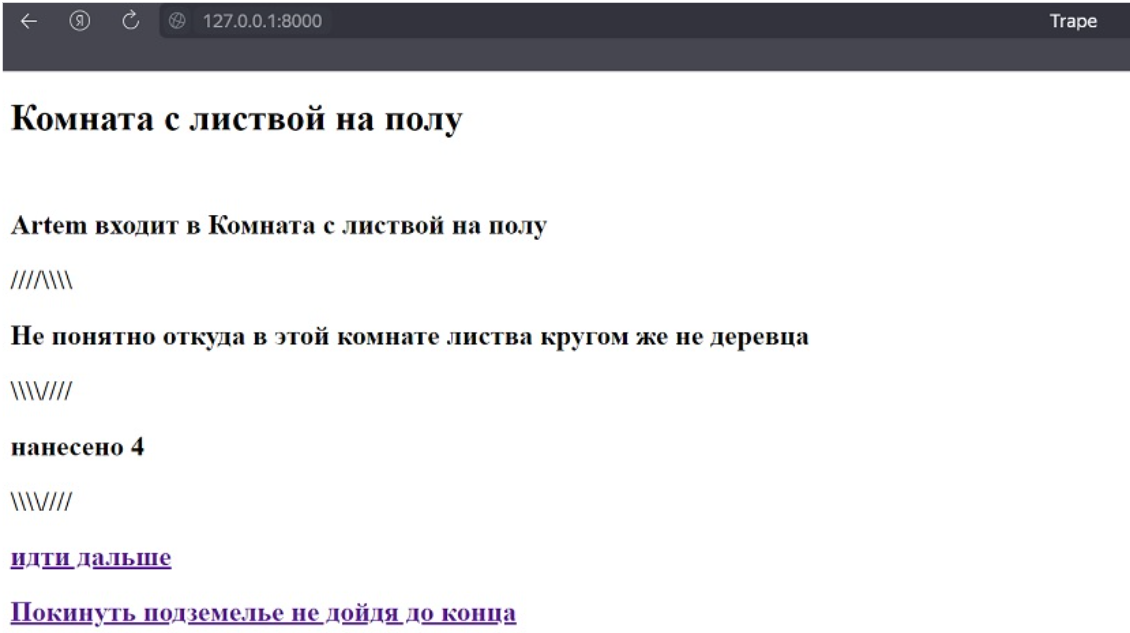 127.0.0.1:8000 Trape
Комната с листвой на полу
Artem входит в Комната с листвой на полу
////\\\\
Не понятно откуда в этой комнате листва кругом же не деревца
\\\\////
нанесено 4
\\\\////
идти дальше
Покинуть подземелье не дойдя до конца